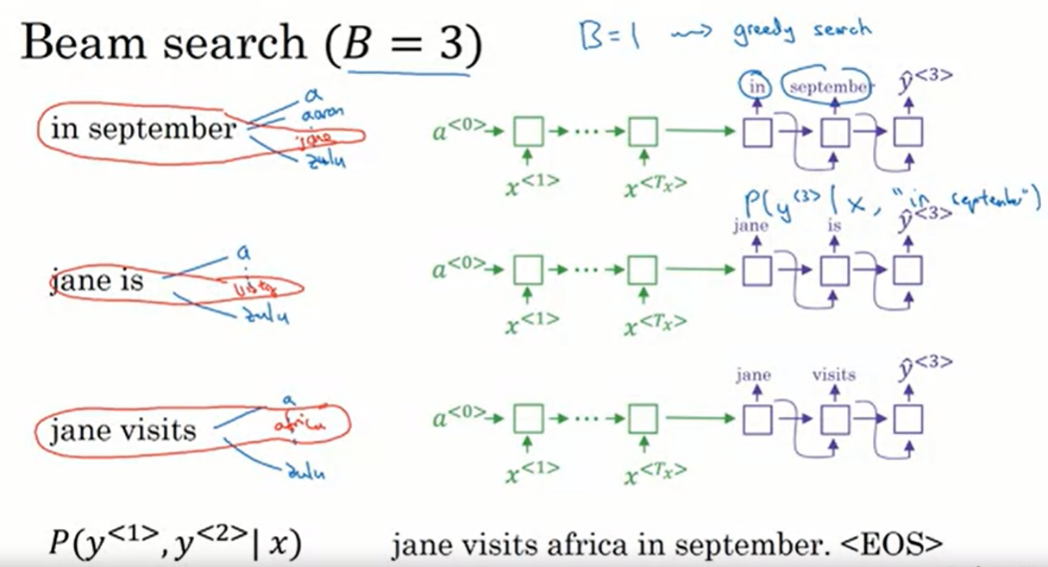 Beam search (B = 3)
B=1 ⟿ greedy search
in september
a
aaron
jane
zulu
a<0>
x<1>
x<Tx>
in
september
ŷ<3>
P(y<3> | x, "in september")
jane is
a
visiting
zulu
a<0>
x<1>
x<Tx>
jane
is
ŷ<3>
jane visits
a
africa
zulu
a<0>
x<1>
x<Tx>
jane
visits
ŷ<3>
P(y<1>, y<2>| x)
jane visits africa in september. <EOS>